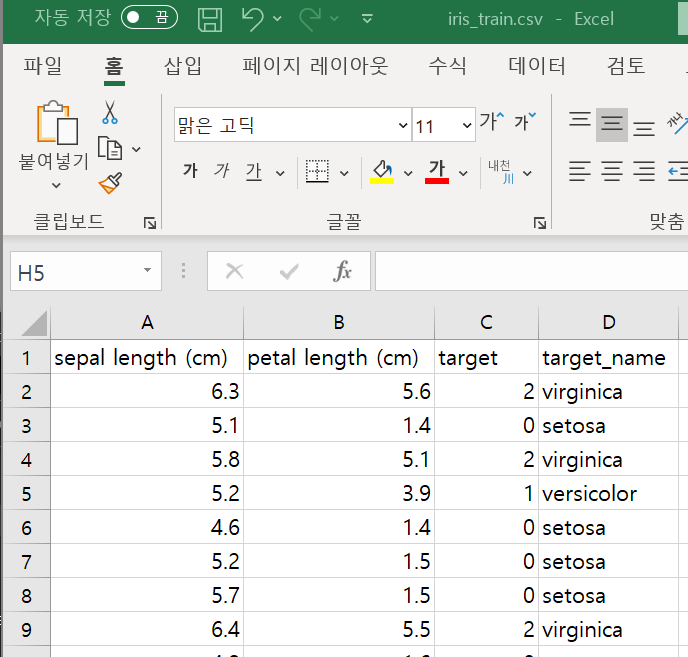 자동 저장 끔 iris_train.csv - Excel
파일 홈 삽입 페이지 레이아웃 수식 데이터 검토
붙여넣기
맑은 고딕 11 가 가
가 가 가 가 내천
클립보드 글꼴 맞춤
H5 fx
A B C D
1 sepal length (cm) petal length (cm) target target_name
2 6.3 5.6 2 virginica
3 5.1 1.4 0 setosa
4 5.8 5.1 2 virginica
5 5.2 3.9 1 versicolor
6 4.6 1.4 0 setosa
7 5.2 1.5 0 setosa
8 5.7 1.5 0 setosa
9 6.4 5.5 2 virginica